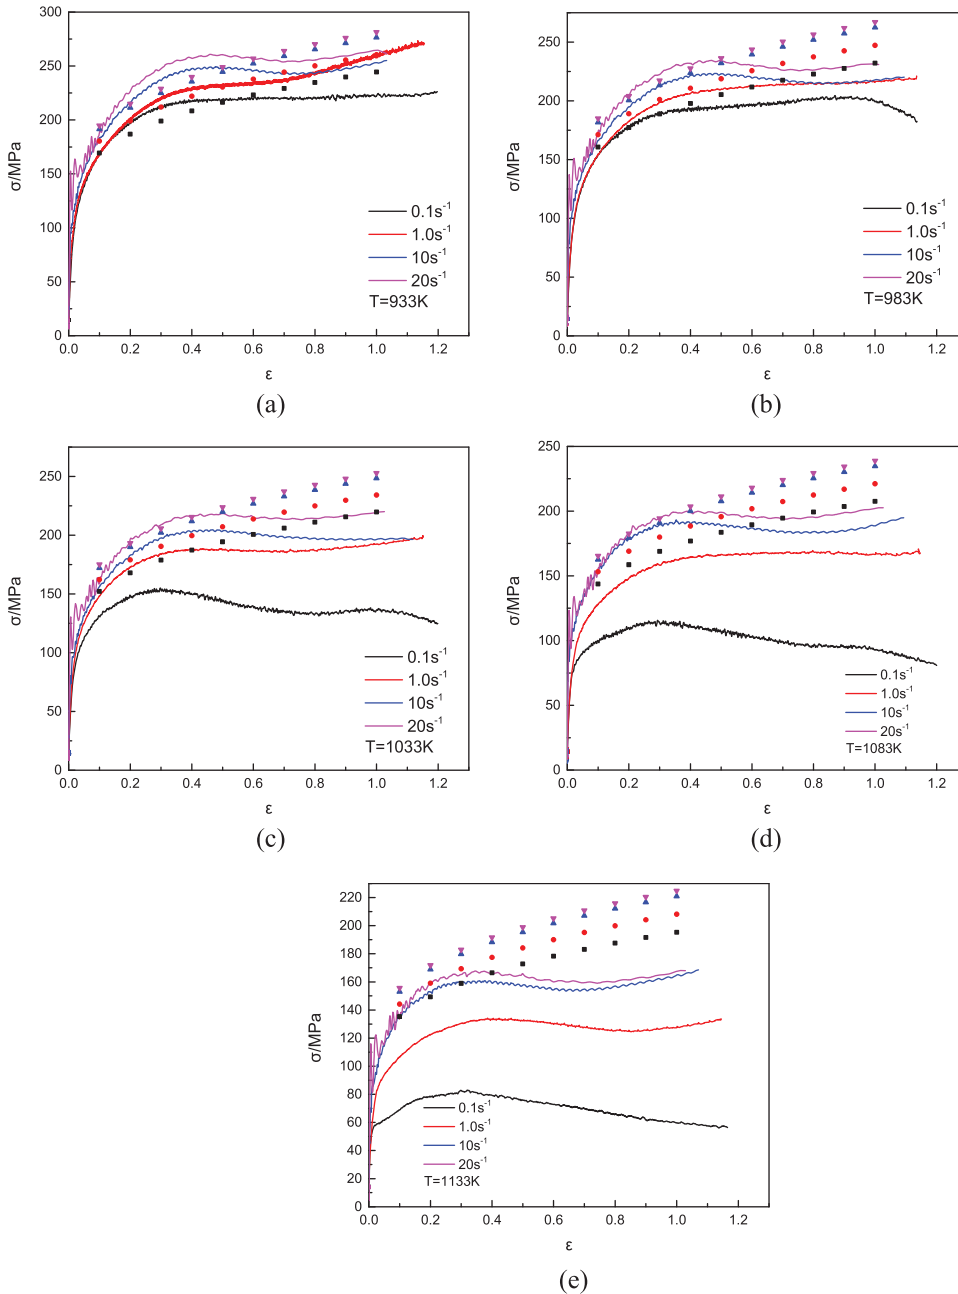 300
250
200
150
100
50
0
σ/MPa
0.1s⁻¹
1.0s⁻¹
10s⁻¹
20s⁻¹
T=933K
0.0 0.2 0.4 0.6 0.8 1.0 1.2
ε
(a)
250
200
150
100
50
0
σ/MPa
0.1s⁻¹
1.0s⁻¹
10s⁻¹
20s⁻¹
T=983K
0.0 0.2 0.4 0.6 0.8 1.0 1.2
ε
(b)
250
200
150
100
50
0
σ/MPa
0.1s⁻¹
1.0s⁻¹
10s⁻¹
20s⁻¹
T=1033K
0.0 0.2 0.4 0.6 0.8 1.0 1.2
ε
(c)
250
200
150
100
50
0
σ/MPa
0.1s⁻¹
1.0s⁻¹
10s⁻¹
20s⁻¹
T=1083K
0.0 0.2 0.4 0.6 0.8 1.0 1.2
ε
(d)
220
200
180
160
140
120
100
80
60
40
20
0
σ/MPa
0.1s⁻¹
1.0s⁻¹
10s⁻¹
20s⁻¹
T=1133K
0.0 0.2 0.4 0.6 0.8 1.0 1.2
ε
(e)